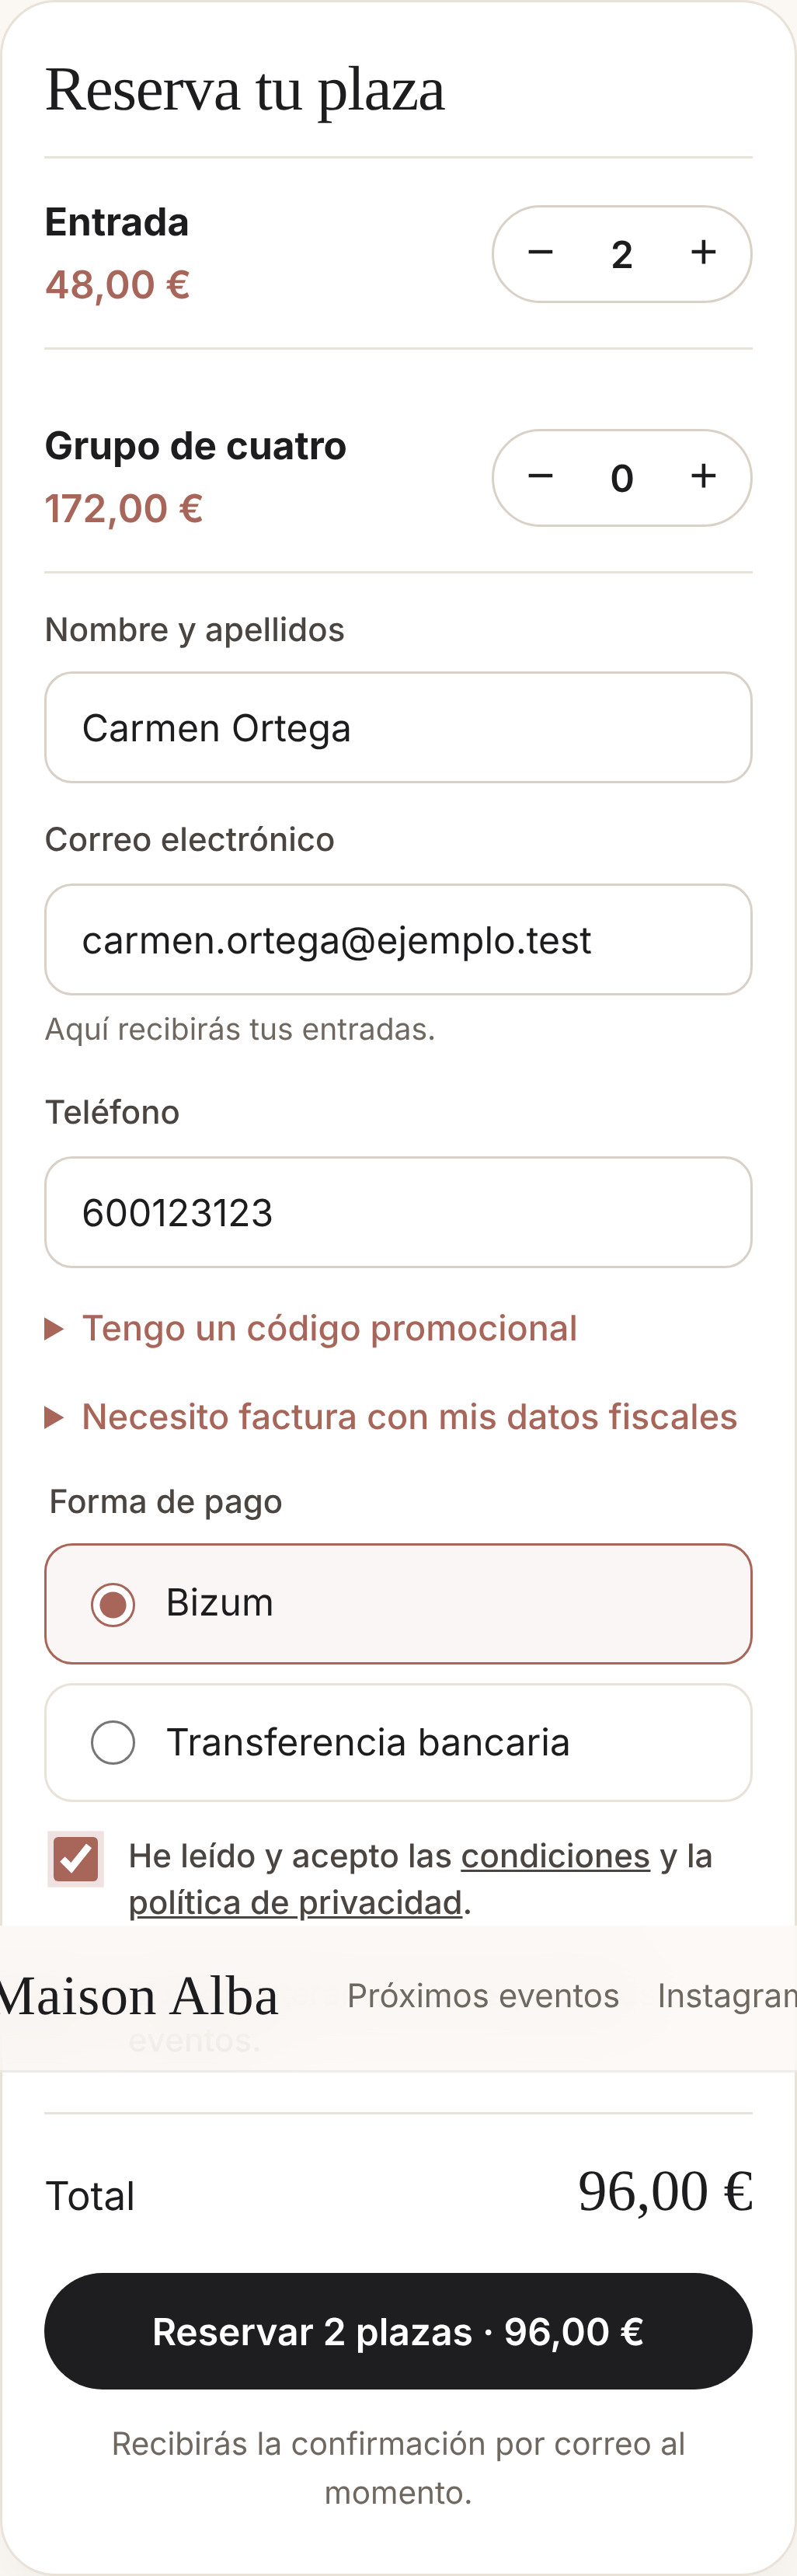 Reserva tu plaza
Entrada
48,00 €
− 2 +
Grupo de cuatro
172,00 €
− 0 +
Nombre y apellidos
Carmen Ortega
Correo electrónico
carmen.ortega@ejemplo.test
Aquí recibirás tus entradas.
Teléfono
600123123
Tengo un código promocional
Necesito factura con mis datos fiscales
Forma de pago
Bizum
Transferencia bancaria
He leído y acepto las condiciones y la
política de privacidad.
Maison Alba Próximos eventos Instagram
eventos.
Total 96,00 €
Reservar 2 plazas · 96,00 €
Recibirás la confirmación por correo al
momento.